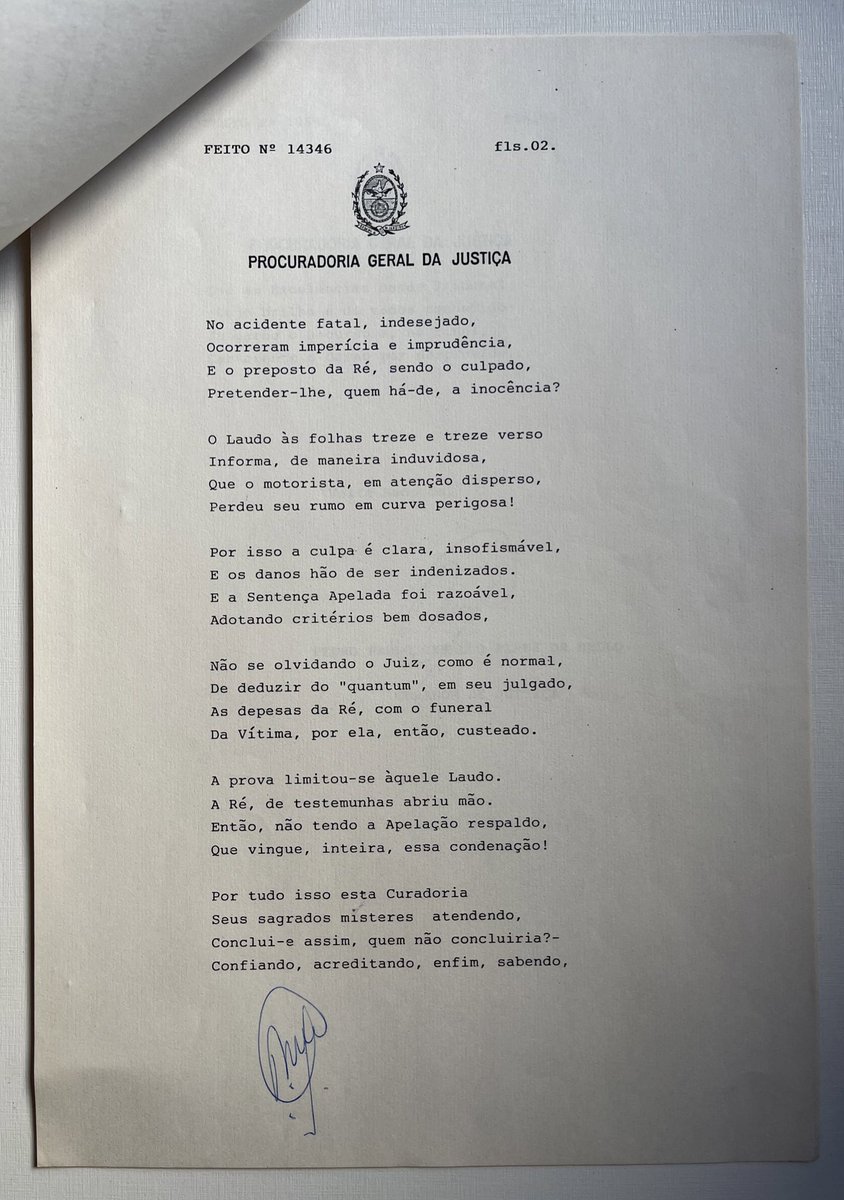 FEITO Nº 14346
fls.02.
PROCURADORIA GERAL DA JUSTIÇA
No acidente fatal, indesejado,
Ocorreram imperícia e imprudência,
E o preposto da Ré, sendo o culpado,
Pretender-lhe, quem há-de, a inocência?
O Laudo às folhas treze e treze verso
Informa, de maneira induvidosa,
Que o motorista, em atenção disperso,
Perdeu seu rumo em curva perigosa!
Por isso a culpa é clara, insofismável,
E os danos hão de ser indenizados.
E a Sentença Apelada foi razoável,
Adotando critérios bem dosados,
Não se olvidando o Juiz, como é normal,
De deduzir do "quantum", em seu julgado,
As depesas da Ré, com o funeral
Da Vítima, por ela, então, custeado.
A prova limitou-se àquele Laudo.
A Ré, de testemunhas abriu mão.
Então, não tendo a Apelação respaldo,
Que vingue, inteira, essa condenação!
Por tudo isso esta Curadoria
Seus sagrados misteres atendendo,
Conclui-e assim, quem não concluiria?-
Confiando, acreditando, enfim, sabendo,